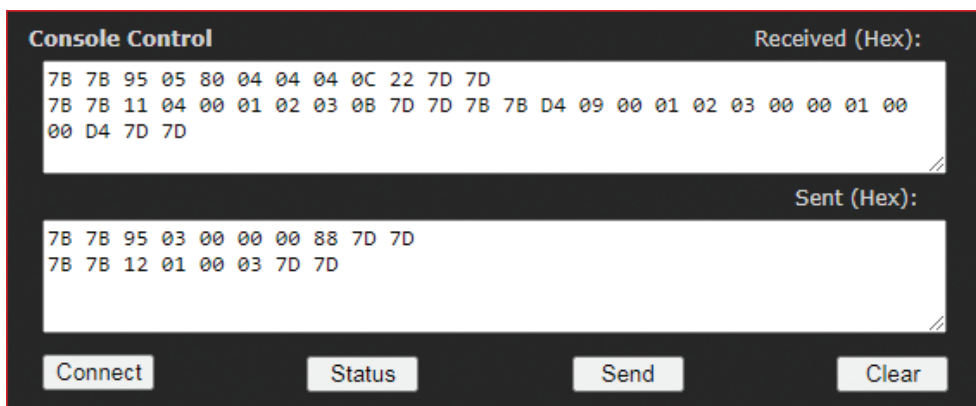 Console Control
Received (Hex):
7B 7B 95 05 80 04 04 04 0C 22 7D 7D
7B 7B 11 04 00 01 02 03 0B 7D 7D 7B 7B D4 09 00 01 02 03 00 00 01 00
00 D4 7D 7D
Sent (Hex):
7B 7B 95 03 00 00 00 88 7D 7D
7B 7B 12 01 00 03 7D 7D
Connect
Status
Send
Clear